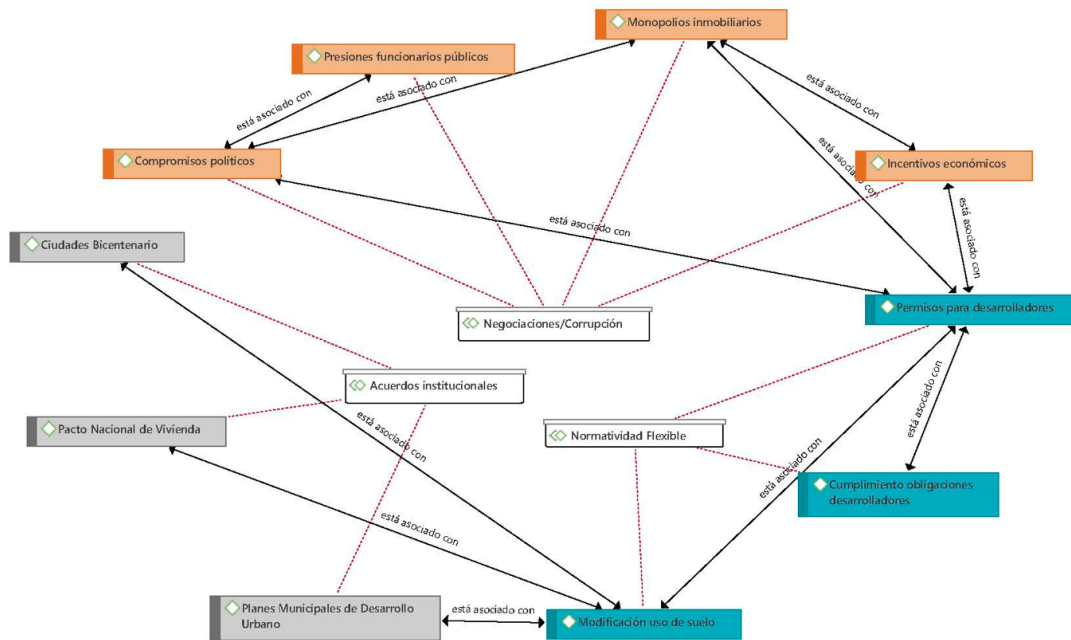 Monopolios inmobiliarios
Presiones funcionarios públicos
está asociado con
está asociado con
está asociado con
Compromisos políticos
está asociado con
Incentivos económicos
está asociado con
está asociado con
Ciudades Bicentenario
Permisos para desarrolladores
Negociaciones/Corrupción
Acuerdos institucionales
está asociado con
Pacto Nacional de Vivienda
está asociado con
Normatividad Flexible
está asociado con
Cumplimiento obligaciones
desarrolladores
está asociado con
Planes Municipales de Desarrollo
Urbano
está asociado con
Modificación uso de suelo